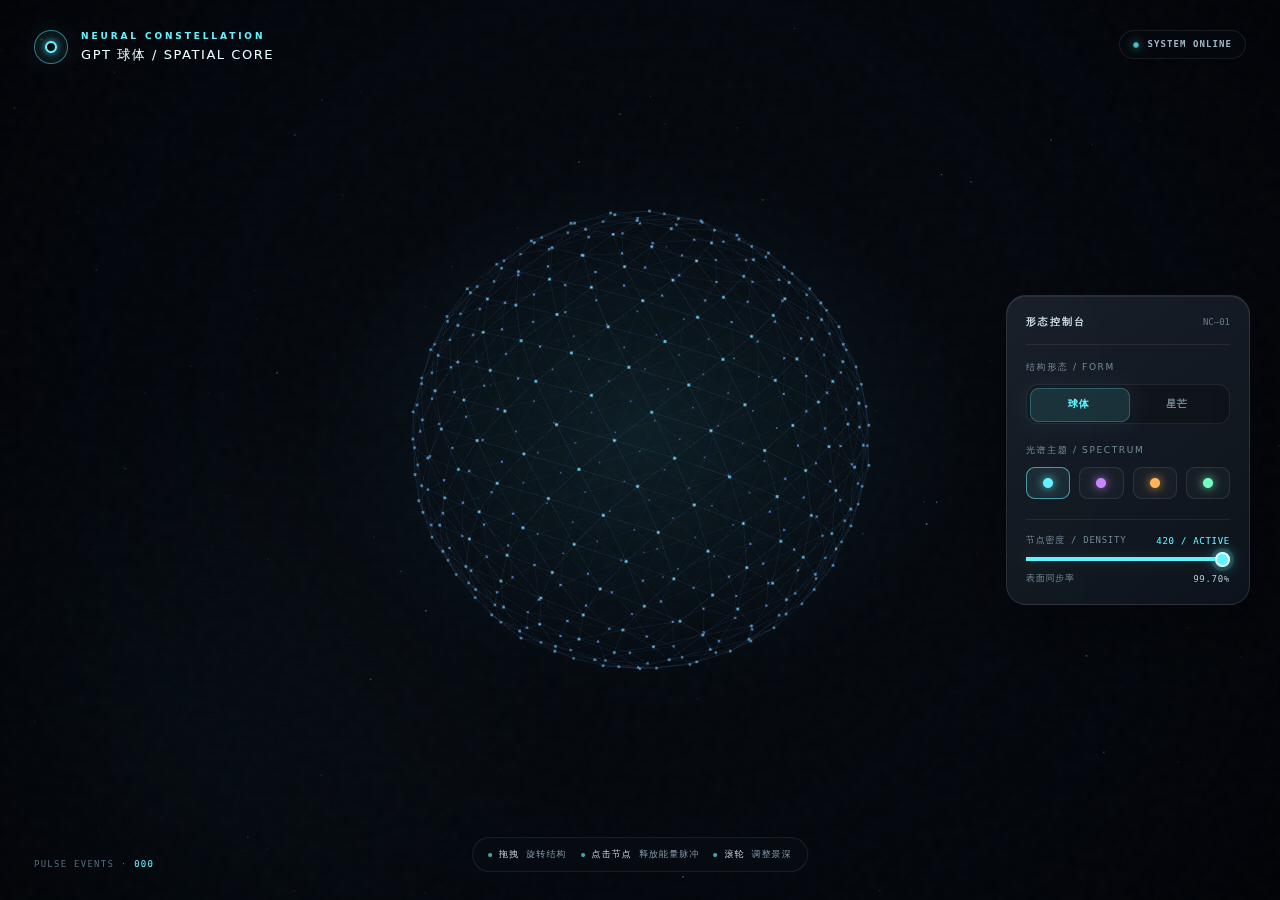 NEURAL CONSTELLATION
GPT 球体 / SPATIAL CORE
SYSTEM ONLINE
形态控制台
NC—01
结构形态 / FORM
球体
星芒
光谱主题 / SPECTRUM
节点密度 / DENSITY
420 / ACTIVE
表面同步率
99.70%
PULSE EVENTS · 000
拖拽 旋转结构 点击节点 释放能量脉冲 滚轮 调整景深